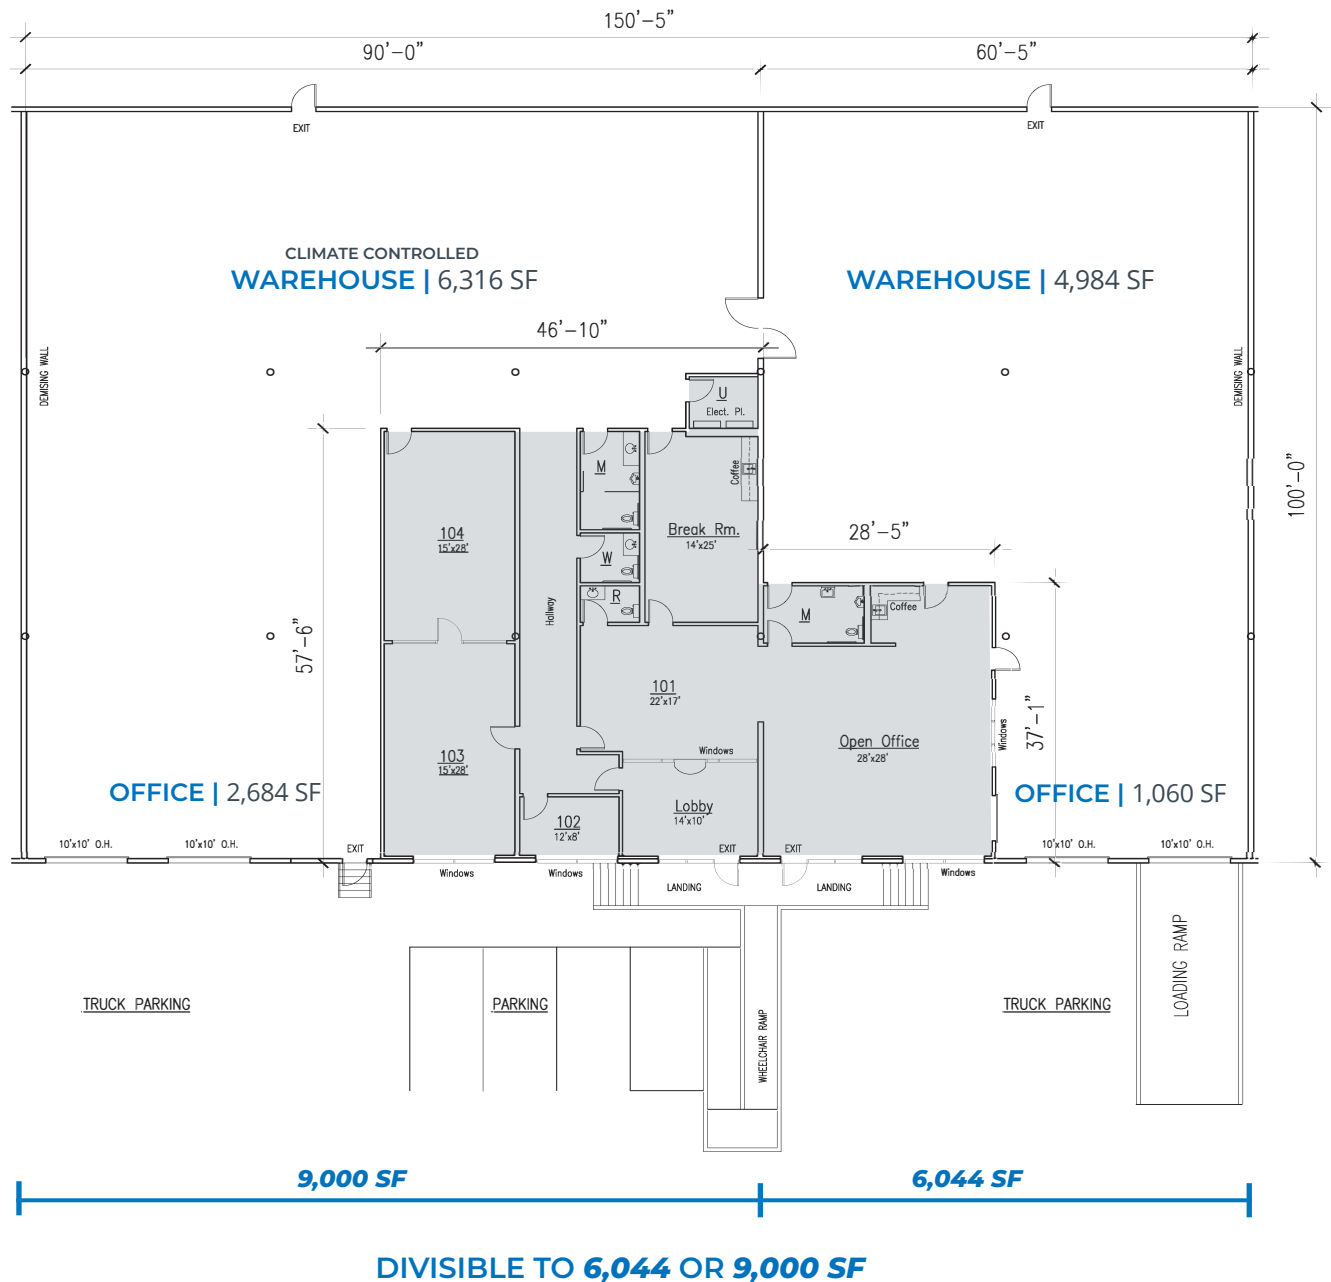 150'-5"
90'-0"
60'-5"
EXIT
EXIT
CLIMATE CONTROLLED
WAREHOUSE | 6,316 SF
WAREHOUSE | 4,984 SF
46'-10"
DEMISING WALL
DEMISING WALL
U
Elect. Pl.
M
Coffee
100'-0"
104
15'x28'
Break Rm.
14'x25'
28'-5"
W
R
Hallway
M
Coffee
57'-6"
101
22'x17'
37'-1"
Windows
Windows
Open Office
28'x28'
103
15'x28'
OFFICE | 2,684 SF
OFFICE | 1,060 SF
Lobby
14'x10'
102
12'x8'
10'x10' O.H.
10'x10' O.H.
EXIT
EXIT
EXIT
10'x10' O.H.
10'x10' O.H.
Windows
Windows
Windows
LANDING
LANDING
LOADING RAMP
TRUCK PARKING
PARKING
TRUCK PARKING
WHEELCHAIR RAMP
9,000 SF
6,044 SF
DIVISIBLE TO 6,044 OR 9,000 SF